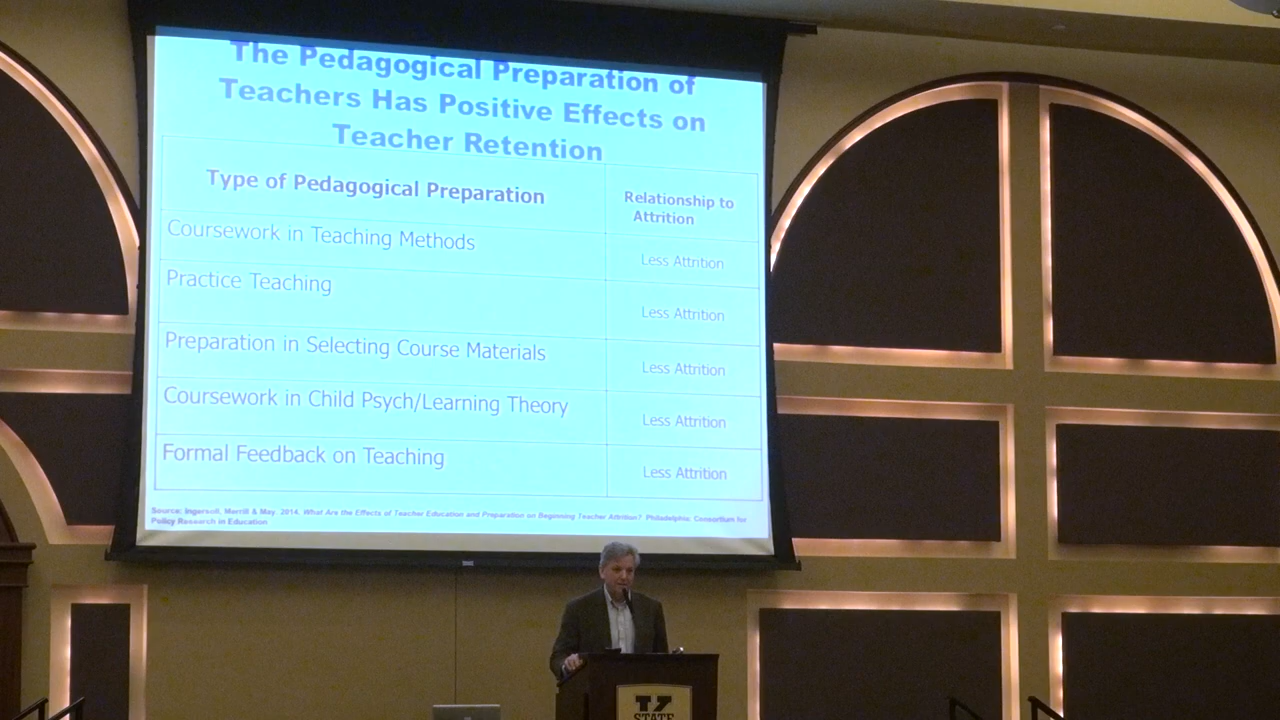 The Pedagogical Preparation of
Teachers Has Positive Effects on
Teacher Retention
Type of Pedagogical Preparation
Relationship to
Attrition
Coursework in Teaching Methods
Less Attrition
Practice Teaching
Less Attrition
Preparation in Selecting Course Materials
Less Attrition
Coursework in Child Psych/Learning Theory
Less Attrition
Formal Feedback on Teaching
Less Attrition
Source: Ingersoll, Merrill & May. 2014. What Are the Effects of Teacher Education and Preparation on Beginning Teacher Attrition? Philadelphia: Consortium for
Policy Research in Education
STATE